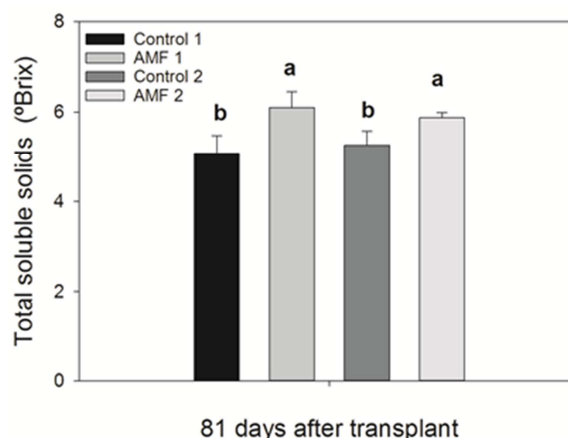 8
Control 1
AMF 1
Control 2
AMF 2
a
a
b
b
6
4
2
0
Total soluble solids (ºBrix)
81 days after transplant